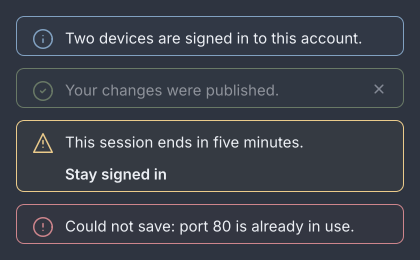 Two devices are signed in to this account.
Your changes were published.
This session ends in five minutes.
Stay signed in
Could not save: port 80 is already in use.